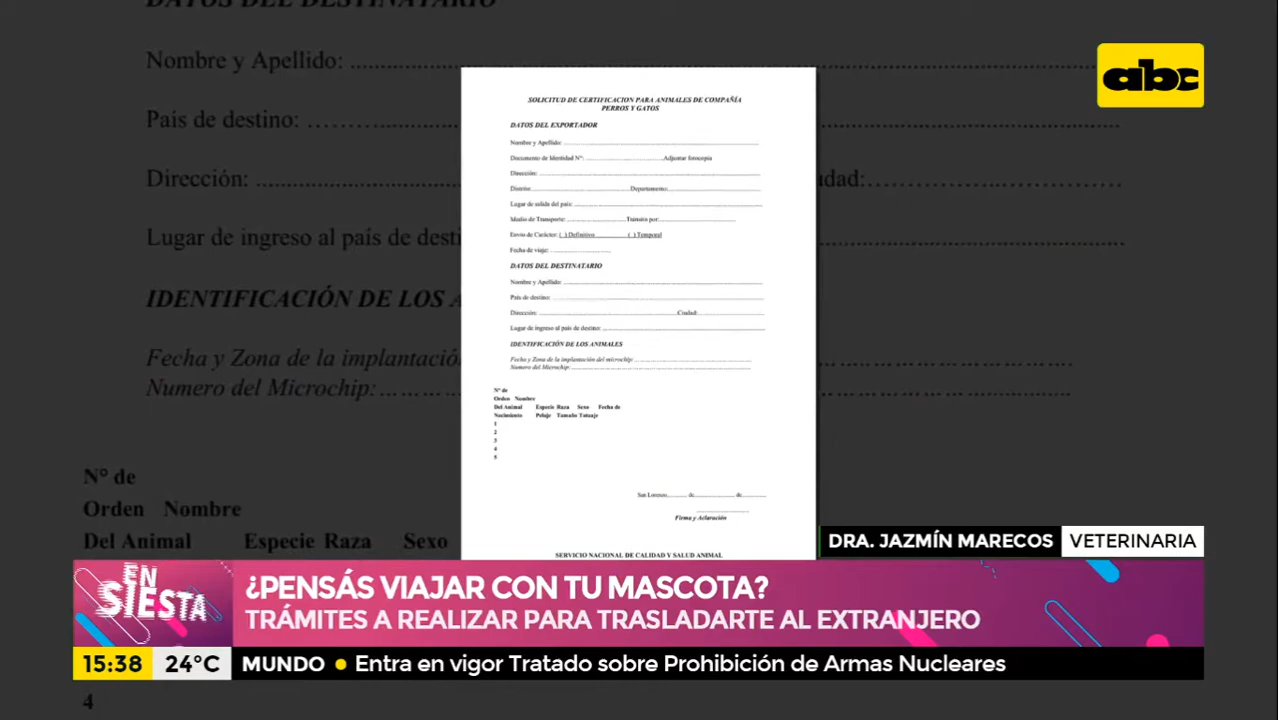 DATOS DEL DESTINATARIO
Nombre y Apellido:
País de destino:
Dirección:
Lugar de ingreso al país de desti
IDENTIFICACIÓN DE LOS A
Fecha y Zona de la implantació
Numero del Microchip:
Nº de
Orden Nombre
Del Animal Especie Raza Sexo
4
abc
SOLICITUD DE CERTIFICACION PARA ANIMALES DE COMPAÑÍA
PERROS Y GATOS
DATOS DEL EXPORTADOR
Nombre y Apellido:
Documento de Identidad Nº: Adjuntar fotocopia
Dirección:
Distrito: Departamento:
Lugar de salida del país:
Medio de Transporte: Transito por:
Envío de Carácter: ( ) Definitivo ( ) Temporal
Fecha de viaje:
DATOS DEL DESTINATARIO
Nombre y Apellido:
País de destino:
Dirección: Ciudad:
Lugar de ingreso al país de destino:
IDENTIFICACIÓN DE LOS ANIMALES
Fecha y Zona de la implantación del microchip:
Numero del Microchip:
Nº de
Orden Nombre
Del Animal Especie Raza Sexo Fecha de
Nacimiento Pelaje Tamaño Tatuaje
1
2
3
4
5
San Lorenzo de de
Firma y Aclaración
SERVICIO NACIONAL DE CALIDAD Y SALUD ANIMAL
udad:
DRA. JAZMÍN MARECOS VETERINARIA
EN SIESTA
¿PENSÁS VIAJAR CON TU MASCOTA?
TRÁMITES A REALIZAR PARA TRASLADARTE AL EXTRANJERO
15:38 24°C MUNDO Entra en vigor Tratado sobre Prohibición de Armas Nucleares